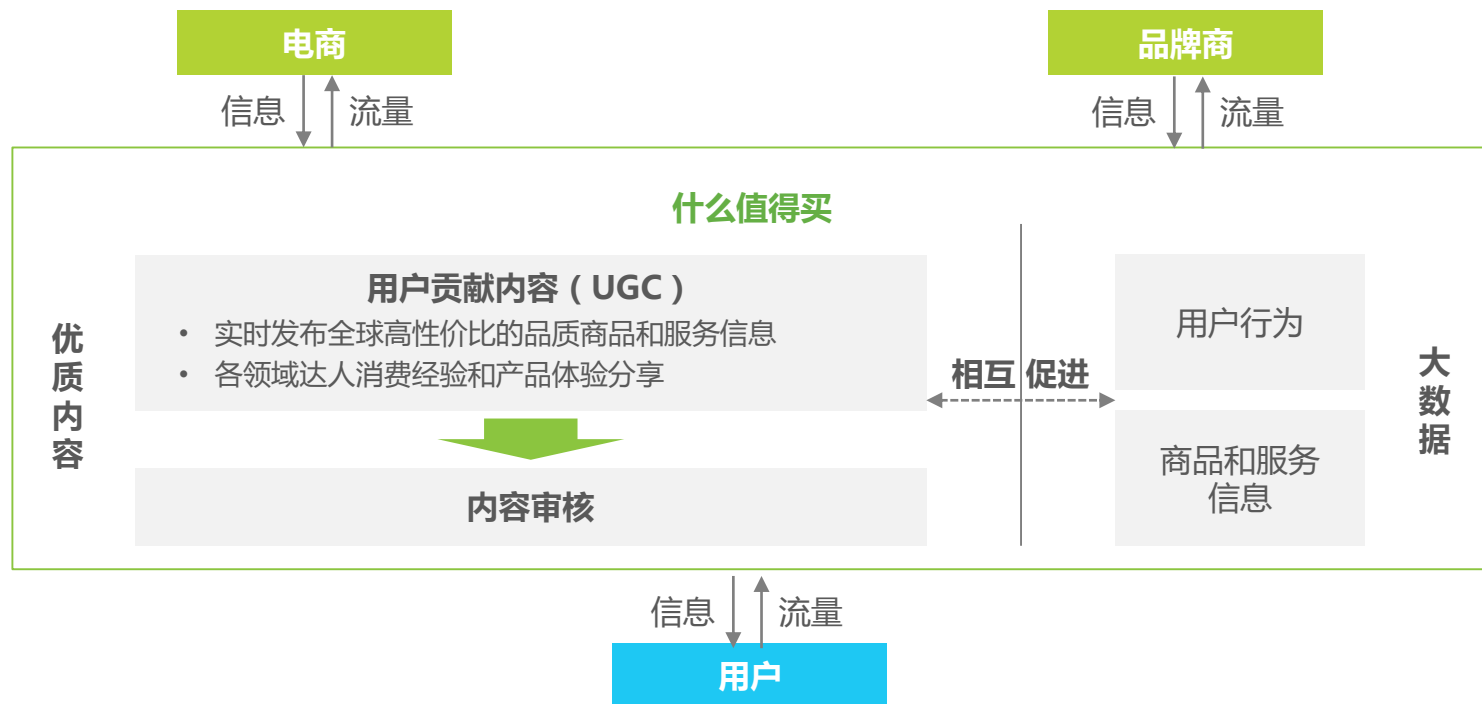 电商
品牌商
信息
流量
信息
流量
什么值得买
优质内容
用户贡献内容（UGC）
• 实时发布全球高性价比的品质商品和服务信息
• 各领域达人消费经验和产品体验分享
内容审核
相互促进
用户行为
商品和服务
信息
大数据
信息
流量
用户